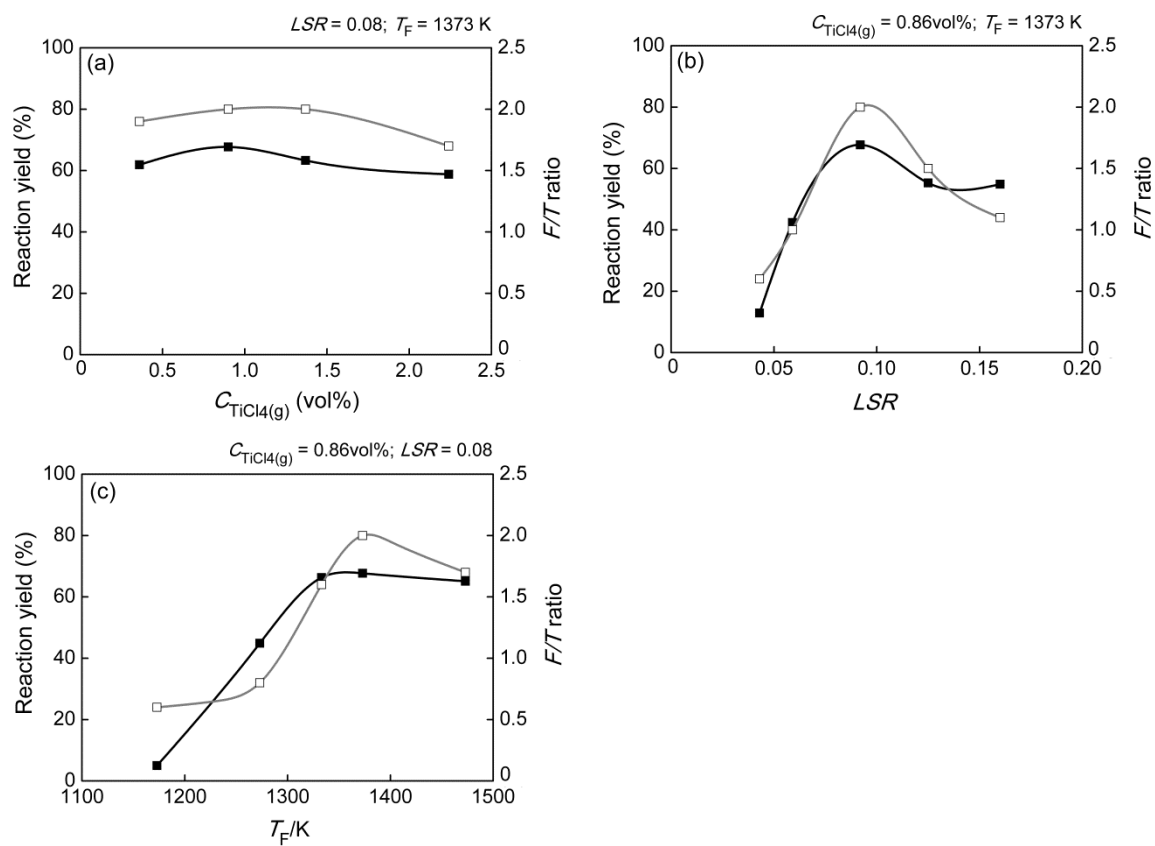 LSR = 0.08; TF = 1373 K
(a)
Reaction yield (%)
100
80
60
40
20
0
2.5
2.0
1.5
1.0
0.5
0
F/T ratio
0 0.5 1.0 1.5 2.0 2.5
CTiCl4(g) (vol%)
CTiCl4(g) = 0.86vol%; TF = 1373 K
(b)
Reaction yield (%)
100
80
60
40
20
0
2.5
2.0
1.5
1.0
0.5
0
F/T ratio
0 0.05 0.10 0.15 0.20
LSR
CTiCl4(g) = 0.86vol%; LSR = 0.08
(c)
Reaction yield (%)
100
80
60
40
20
0
2.5
2.0
1.5
1.0
0.5
0
F/T ratio
1100 1200 1300 1400 1500
TF/K